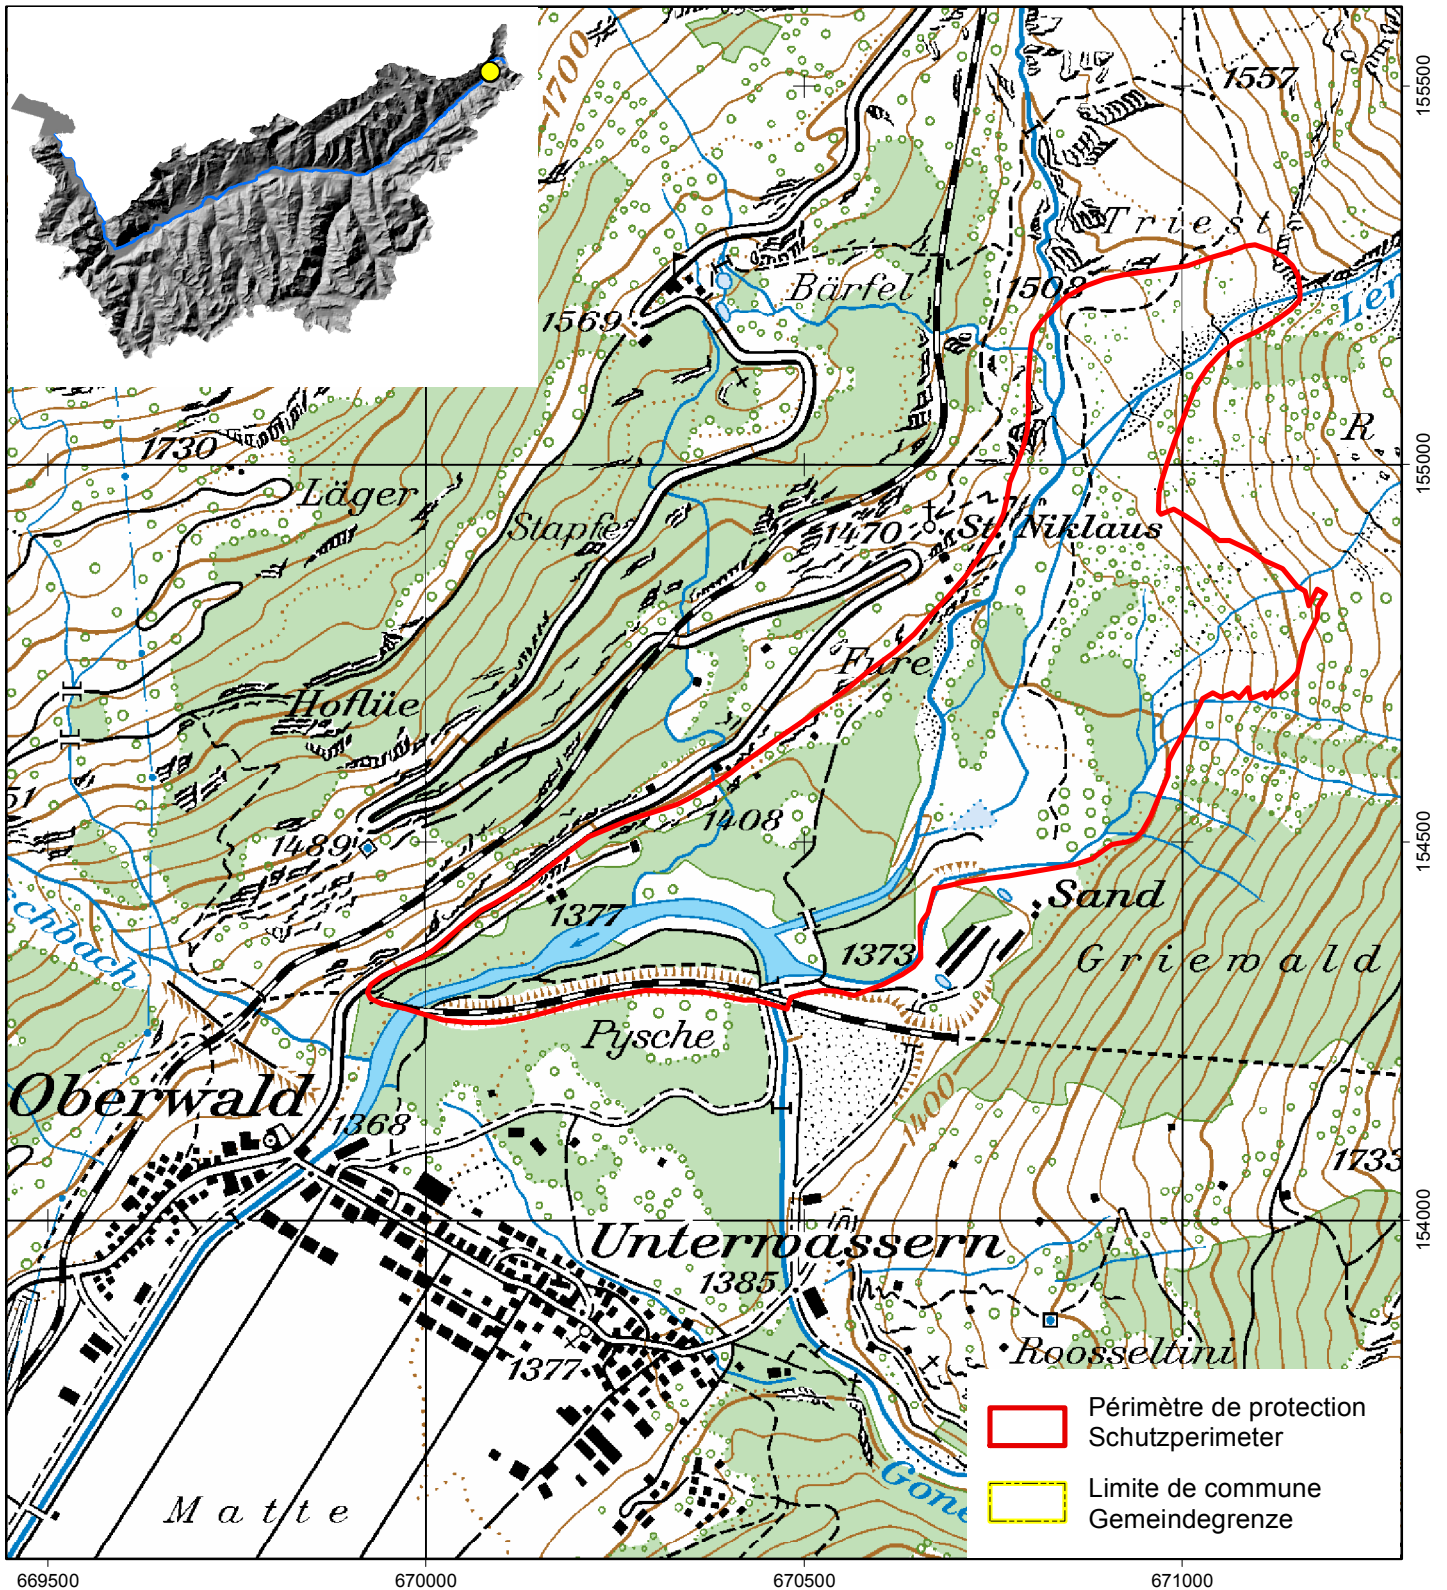 1700
1557
155500
Triest
Bärfel
1508
1569
Ler
1730
R
155000
Läger
Stapfe
1470
St. Niklaus
Fure
Hoflüe
51
1408
1489
154500
Sand
1377
1373
chbach
Griewald
Pysche
Oberwald
1400
1368
1733
154000
Unterwassern
1385
Roosseltini
1377
Matte
Gone
Périmètre de protection
Schutzperimeter
Limite de commune
Gemeindegrenze
669500
670000
670500
671000